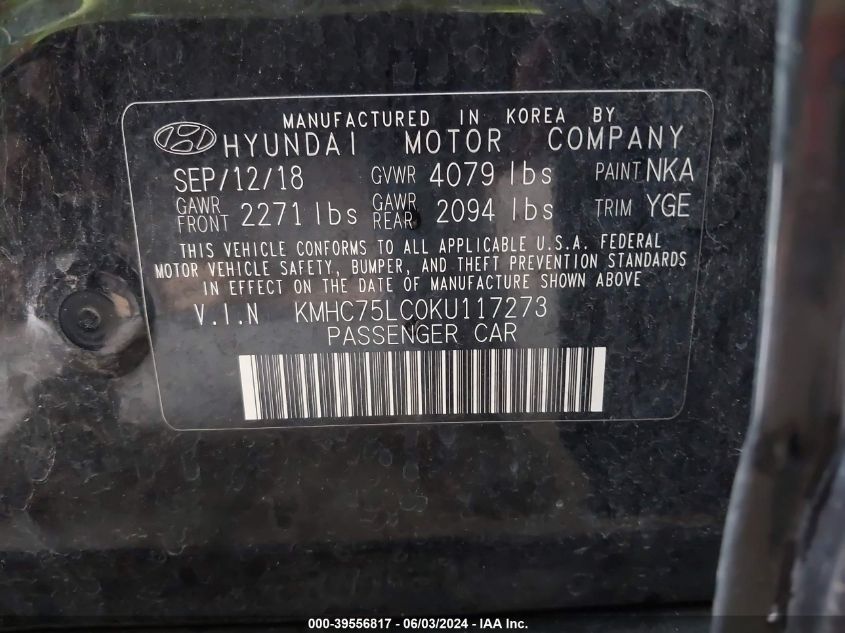 MANUFACTURED IN KOREA BY
HYUNDAI MOTOR COMPANY
SEP/12/18 GVWR 4079 lbs PAINT NKA
GAWR FRONT 2271 lbs GAWR REAR 2094 lbs TRIM YGE
THIS VEHICLE CONFORMS TO ALL APPLICABLE U.S.A. FEDERAL
MOTOR VEHICLE SAFETY, BUMPER, AND THEFT PREVENTION STANDARDS
IN EFFECT ON THE DATE OF MANUFACTURE SHOWN ABOVE
V.I.N KMHC75LC0KU117273
PASSENGER CAR
000-39556817 - 06/03/2024 - IAA Inc.